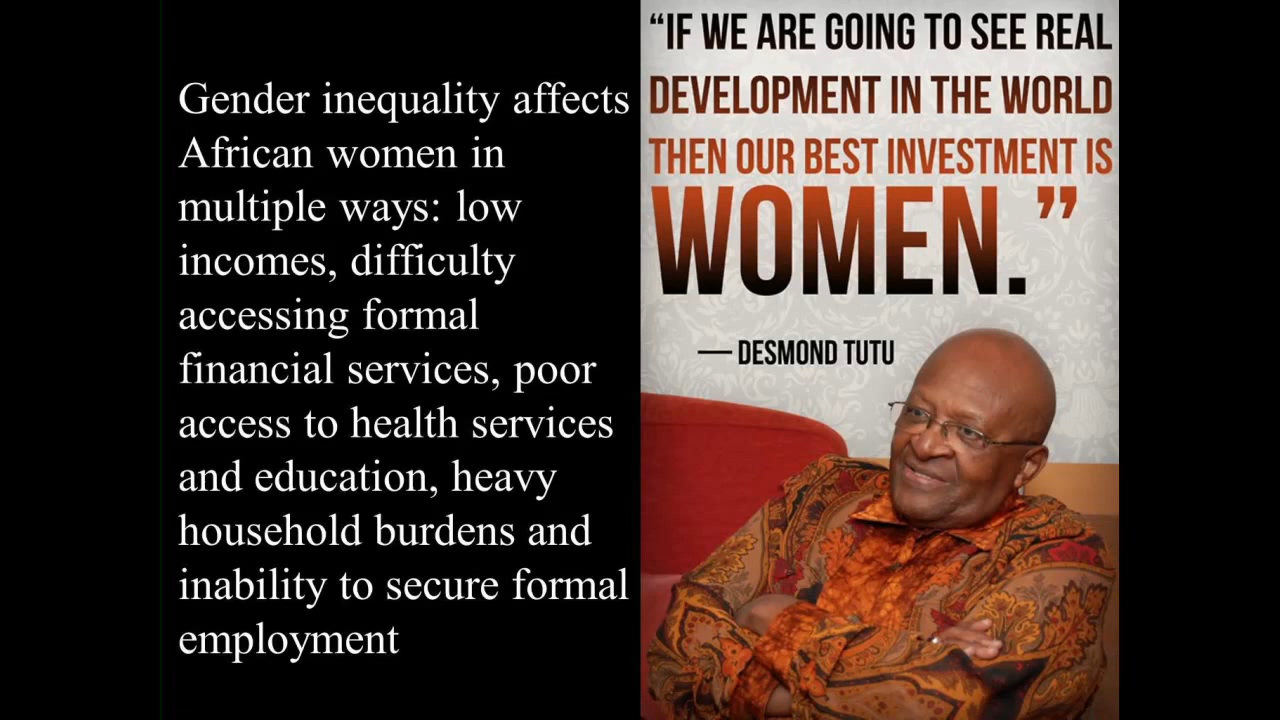 Gender inequality affects
African women in
multiple ways: low
incomes, difficulty
accessing formal
financial services, poor
access to health services
and education, heavy
household burdens and
inability to secure formal
employment
“IF WE ARE GOING TO SEE REAL
DEVELOPMENT IN THE WORLD
THEN OUR BEST INVESTMENT IS
WOMEN.”
— DESMOND TUTU